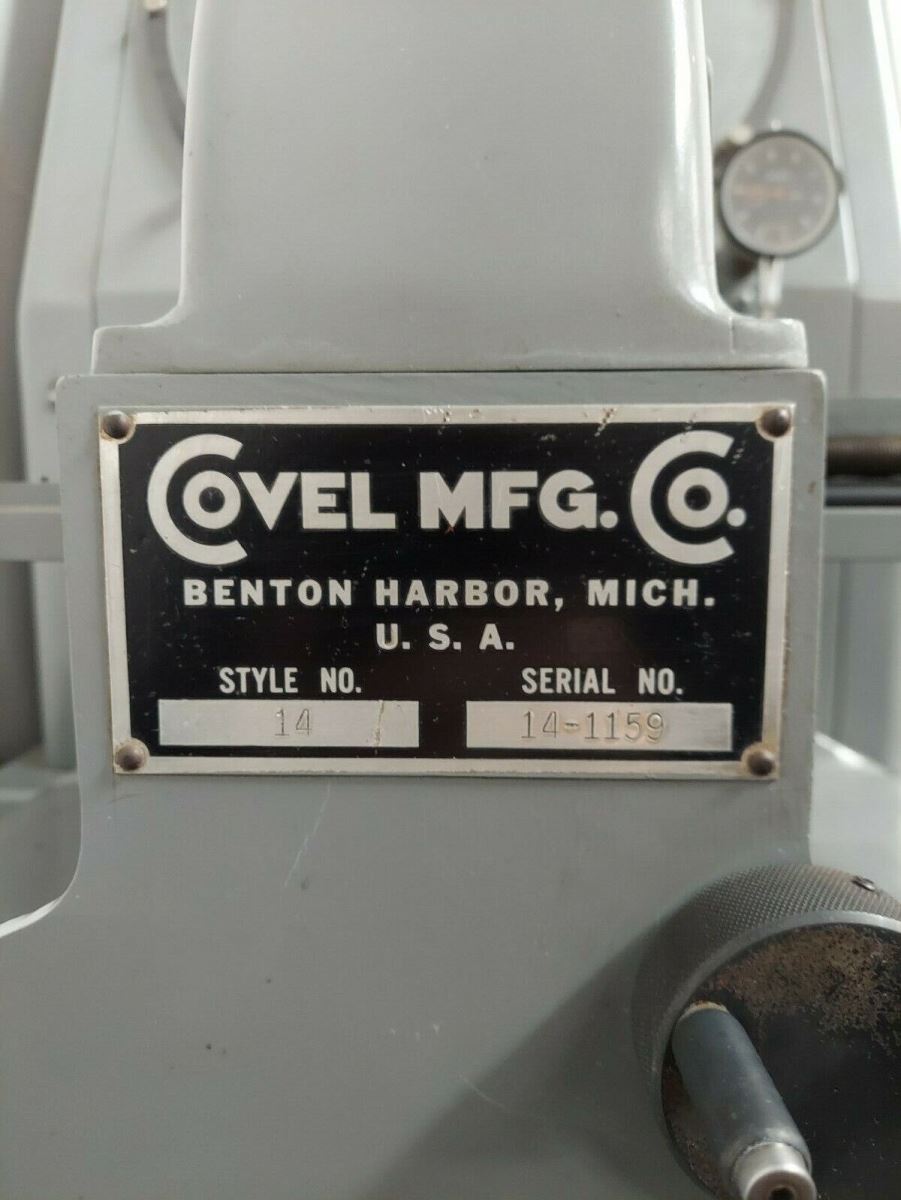 COVEL MFG. CO.
BENTON HARBOR, MICH.
U. S. A.
STYLE NO. SERIAL NO.
14 14-1159